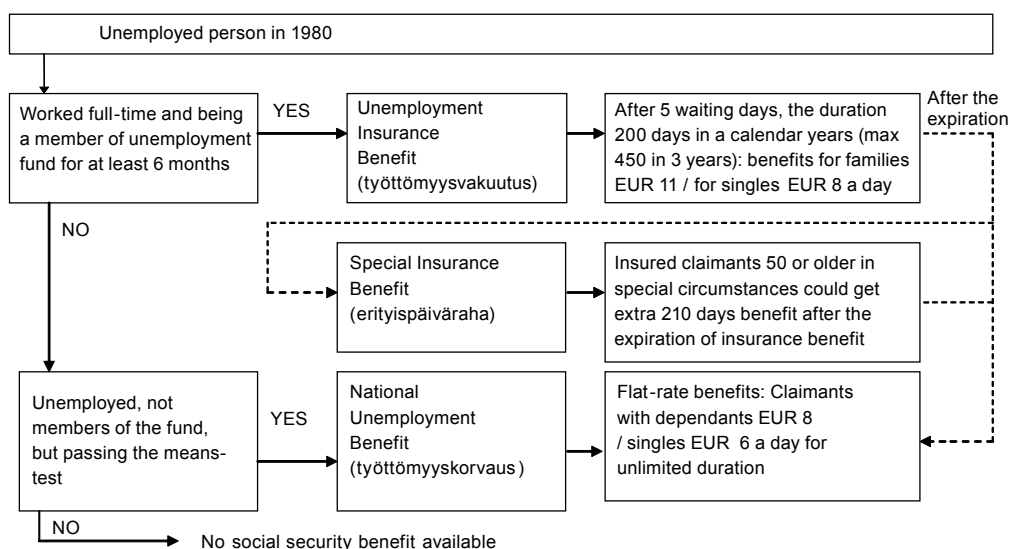 Unemployed person in 1980
Worked full-time and being
a member of unemployment
fund for at least 6 months
YES
Unemployment
Insurance
Benefit
(työttömyysvakuutus)
After 5 waiting days, the duration
200 days in a calendar years (max
450 in 3 years): benefits for families
EUR 11 / for singles EUR 8 a day
After the
expiration
NO
Special Insurance
Benefit
(erityispäiväraha)
Insured claimants 50 or older in
special circumstances could get
extra 210 days benefit after the
expiration of insurance benefit
Unemployed, not
members of the fund,
but passing the means-
test
YES
National
Unemployment
Benefit
(työttömyyskorvaus)
Flat-rate benefits: Claimants
with dependants EUR 8
/ singles EUR 6 a day for
unlimited duration
NO
No social security benefit available